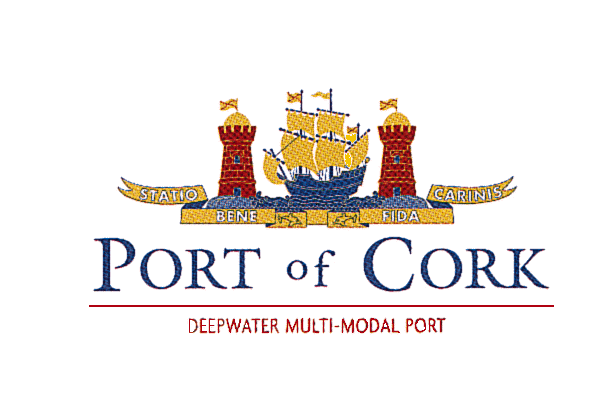 STATIO BENE FIDA CARINIS
PORT of CORK
DEEPWATER MULTI-MODAL PORT